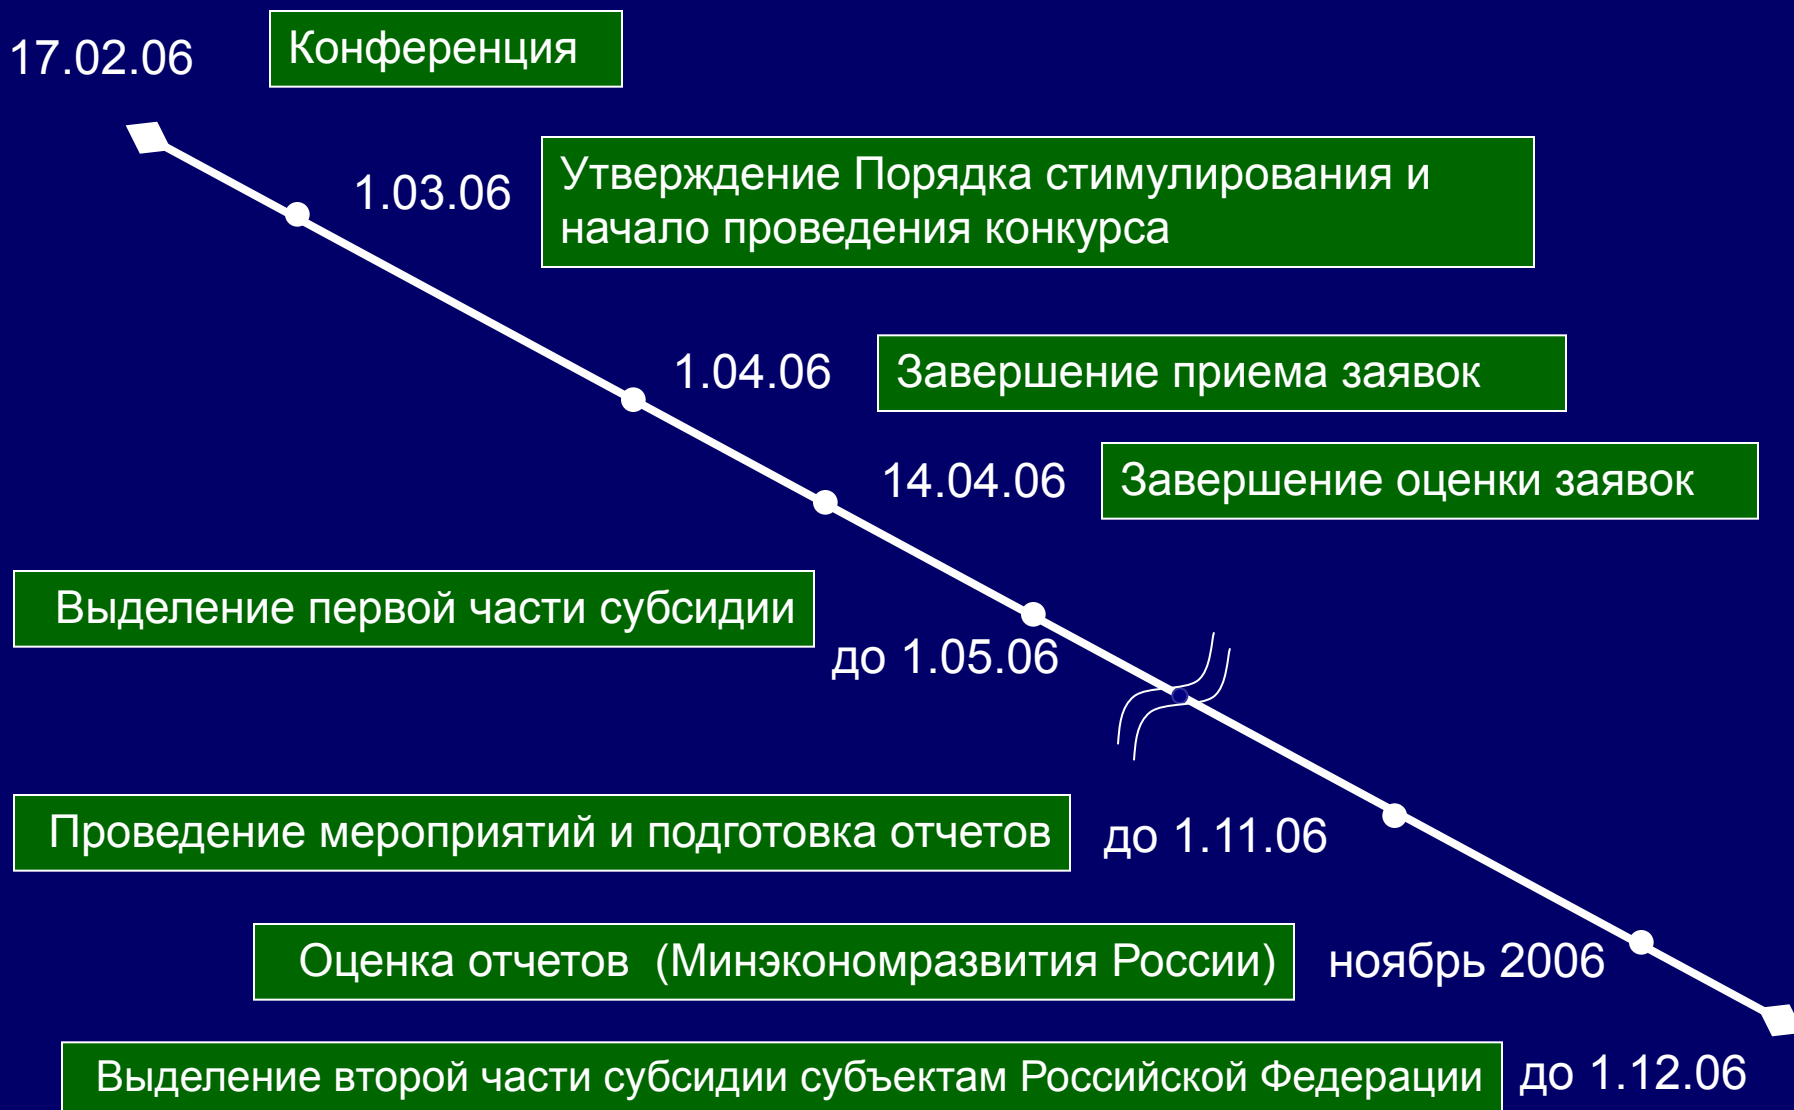 17.02.06
Конференция
1.03.06
Утверждение Порядка стимулирования и
начало проведения конкурса
1.04.06
Завершение приема заявок
14.04.06
Завершение оценки заявок
Выделение первой части субсидии
до 1.05.06
Проведение мероприятий и подготовка отчетов
до 1.11.06
Оценка отчетов (Минэкономразвития России)
ноябрь 2006
Выделение второй части субсидии субъектам Российской Федерации
до 1.12.06